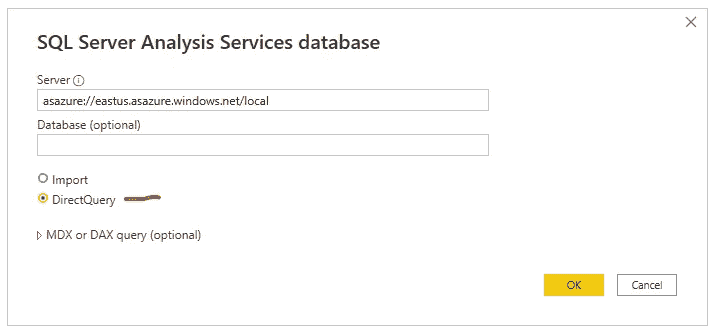 SQL Server Analysis Services database
Server
asazure://eastus.asazure.windows.net/local
Database (optional)
Import
DirectQuery
MDX or DAX query (optional)
OK Cancel